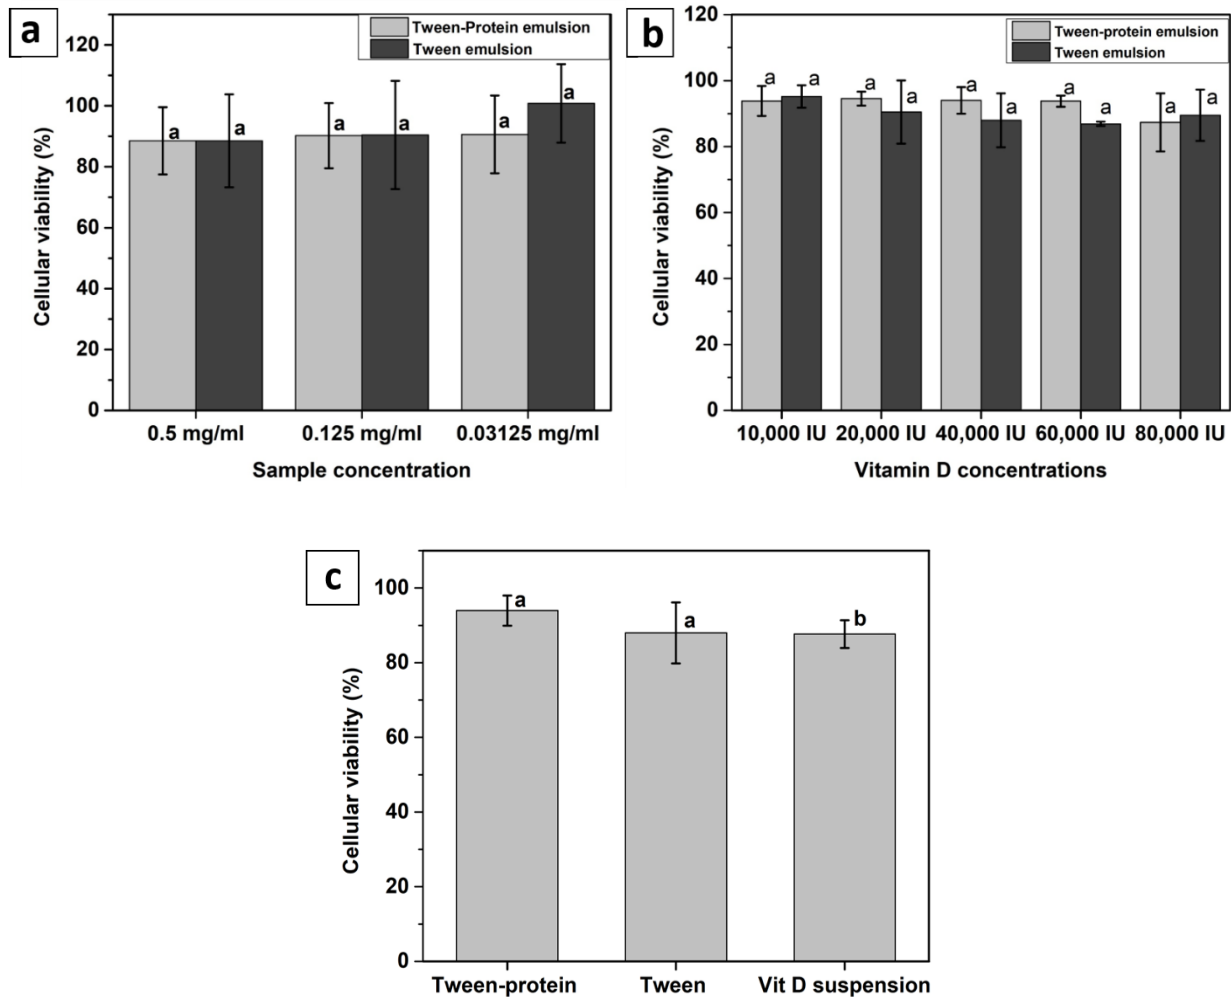 a
Tween-Protein emulsion
Tween emulsion
120
100
80
60
40
20
0
Cellular viability (%)
a a a a a a
0.5 mg/ml 0.125 mg/ml 0.03125 mg/ml
Sample concentration
b
Tween-protein emulsion
Tween emulsion
120
100
80
60
40
20
0
Cellular viability (%)
a a a a a a a a a a
10,000 IU 20,000 IU 40,000 IU 60,000 IU 80,000 IU
Vitamin D concentrations
c
100
80
60
40
20
0
Cellular viability (%)
a a b
Tween-protein Tween Vit D suspension